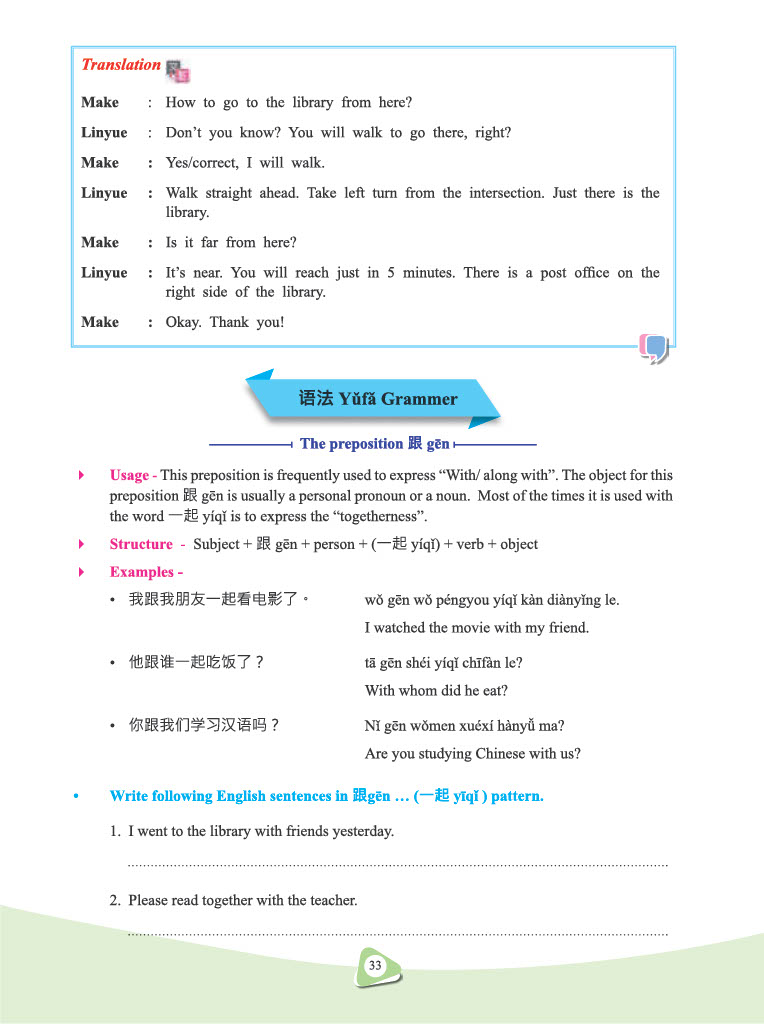 Translation
Make : How to go to the library from here?
Linyue : Don’t you know? You will walk to go there, right?
Make : Yes/correct, I will walk.
Linyue : Walk straight ahead. Take left turn from the intersection. Just there is the
library.
Make : Is it far from here?
Linyue : It’s near. You will reach just in 5 minutes. There is a post office on the
right side of the library.
Make : Okay. Thank you!
语法 Yǔfǎ Grammer
The preposition 跟 gēn
Usage - This preposition is frequently used to express “With/ along with”. The object for this
preposition 跟 gēn is usually a personal pronoun or a noun. Most of the times it is used with
the word 一起 yíqǐ is to express the “togetherness”.
Structure - Subject + 跟 gēn + person + (一起 yíqǐ) + verb + object
Examples -
• 我跟我朋友一起看电影了。 wǒ gēn wǒ péngyou yíqǐ kàn diànyǐng le.
I watched the movie with my friend.
• 他跟谁一起吃饭了？ tā gēn shéi yíqǐ chīfàn le?
With whom did he eat?
• 你跟我们学习汉语吗？ Nǐ gēn wǒmen xuéxí hànyǚ ma?
Are you studying Chinese with us?
• Write following English sentences in 跟gēn … (一起 yīqǐ ) pattern.
1. I went to the library with friends yesterday.
2. Please read together with the teacher.
33